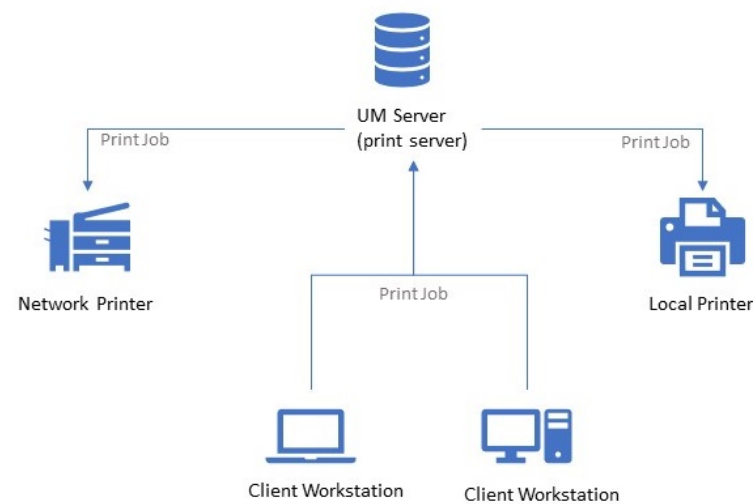 UM Server
(print server)
Print Job
Print Job
Network Printer
Local Printer
Print Job
Client Workstation
Client Workstation